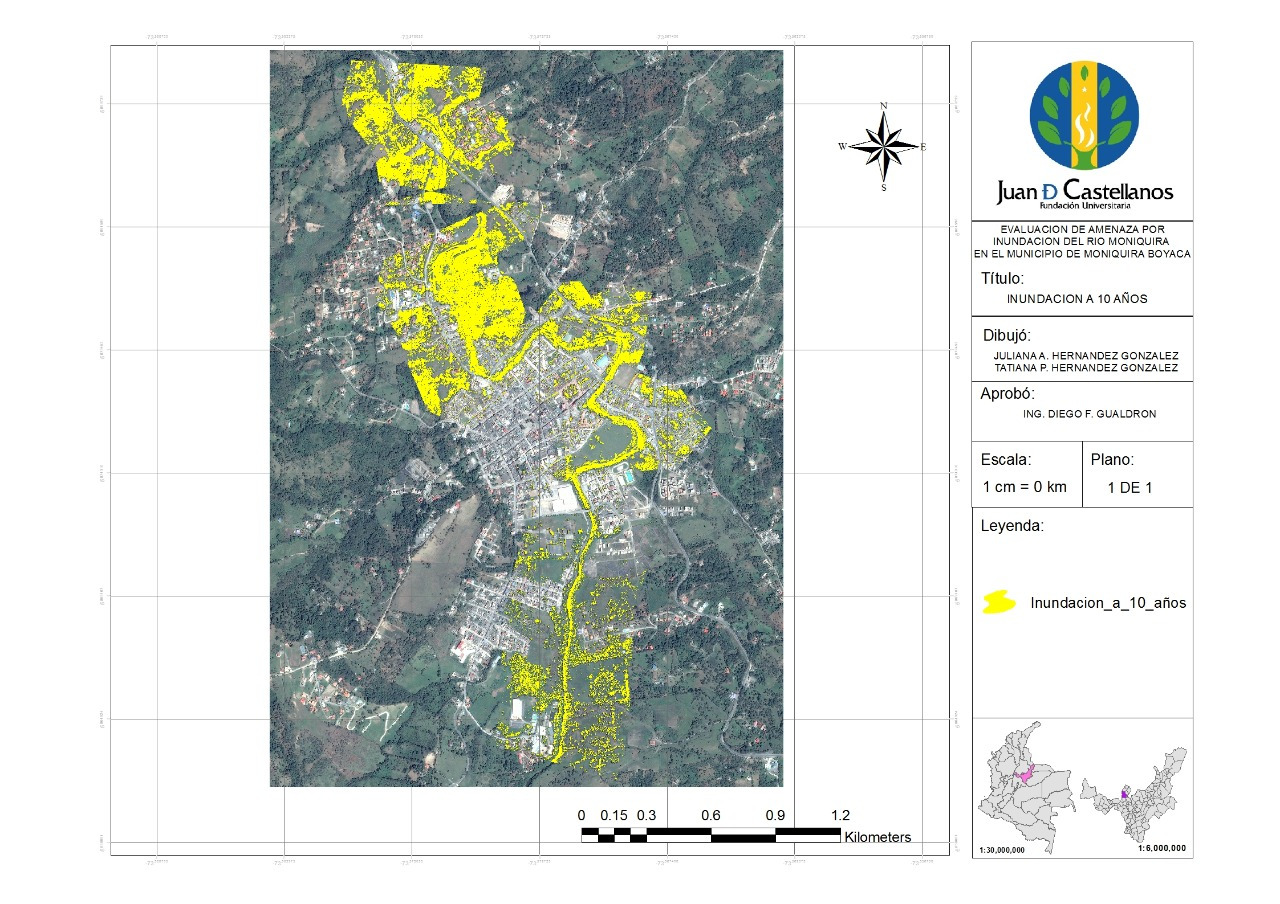 N
W
E
S
0 0.15 0.3 0.6 0.9 1.2
Kilometers
Juan D Castellanos
Fundación Universitaria
EVALUACION DE AMENAZA POR
INUNDACION DEL RIO MONIQUIRA
EN EL MUNICIPIO DE MONIQUIRA BOYACA
Título:
INUNDACION A 10 AÑOS
Dibujó:
JULIANA A. HERNANDEZ GONZALEZ
TATIANA P. HERNANDEZ GONZALEZ
Aprobó:
ING. DIEGO F. GUALDRON
Escala:
1 cm = 0 km
Plano:
1 DE 1
Leyenda:
Inundacion_a_10_años
1:30,000,000
1:6,000,000